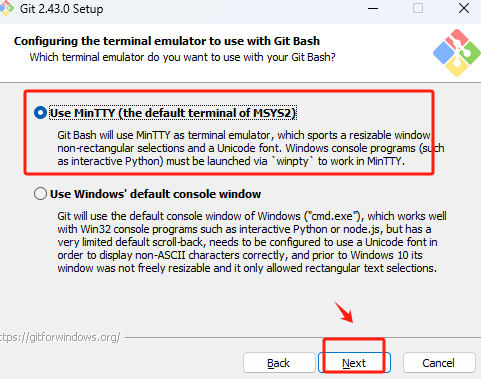 Git 2.43.0 Setup
Configuring the terminal emulator to use with Git Bash
Which terminal emulator do you want to use with your Git Bash?
Use MinTTY (the default terminal of MSYS2)
Git Bash will use MinTTY as terminal emulator, which sports a resizable window,
non-rectangular selections and a Unicode font. Windows console programs (such
as interactive Python) must be launched via `winpty` to work in MinTTY.
Use Windows' default console window
Git will use the default console window of Windows ("cmd.exe"), which works well
with Win32 console programs such as interactive Python or node.js, but has a
very limited default scroll-back, needs to be configured to use a Unicode font in
order to display non-ASCII characters correctly, and prior to Windows 10 its
window was not freely resizable and it only allowed rectangular text selections.
ttps://gitforwindows.org/
Back
Next
Cancel